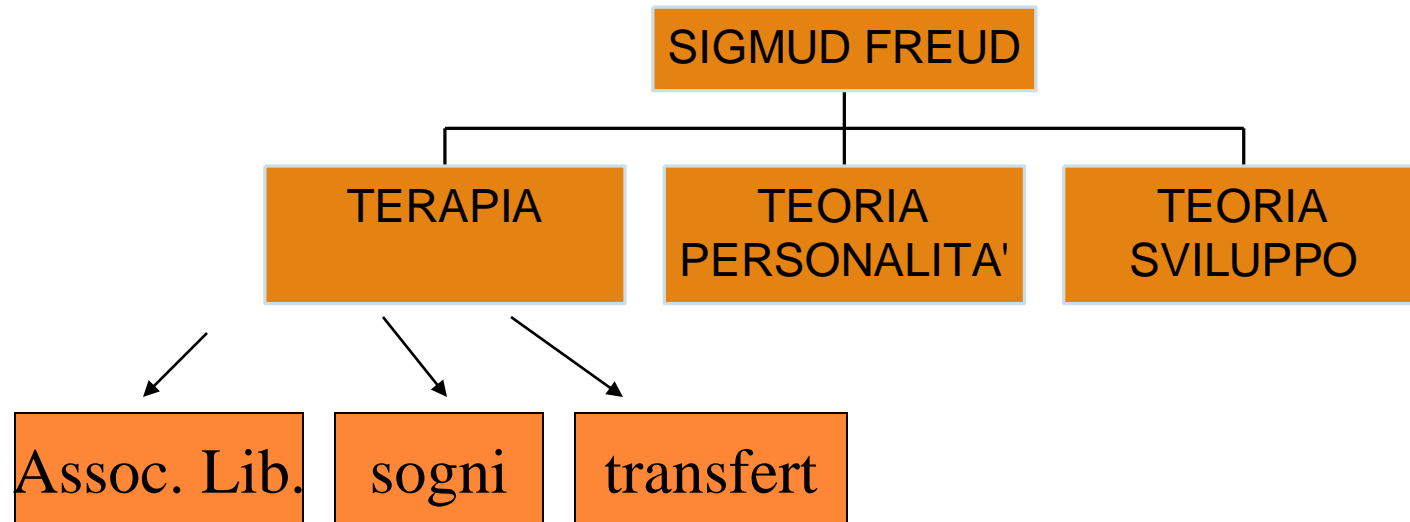 SIGMUD FREUD
TERAPIA
TEORIA
PERSONALITA'
TEORIA
SVILUPPO
Assoc. Lib.
sogni
transfert